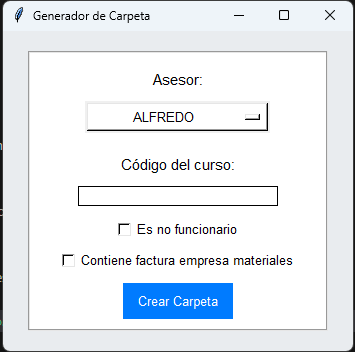 Generador de Carpeta
Asesor:
ALFREDO
Código del curso:
Es no funcionario
Contiene factura empresa materiales
Crear Carpeta